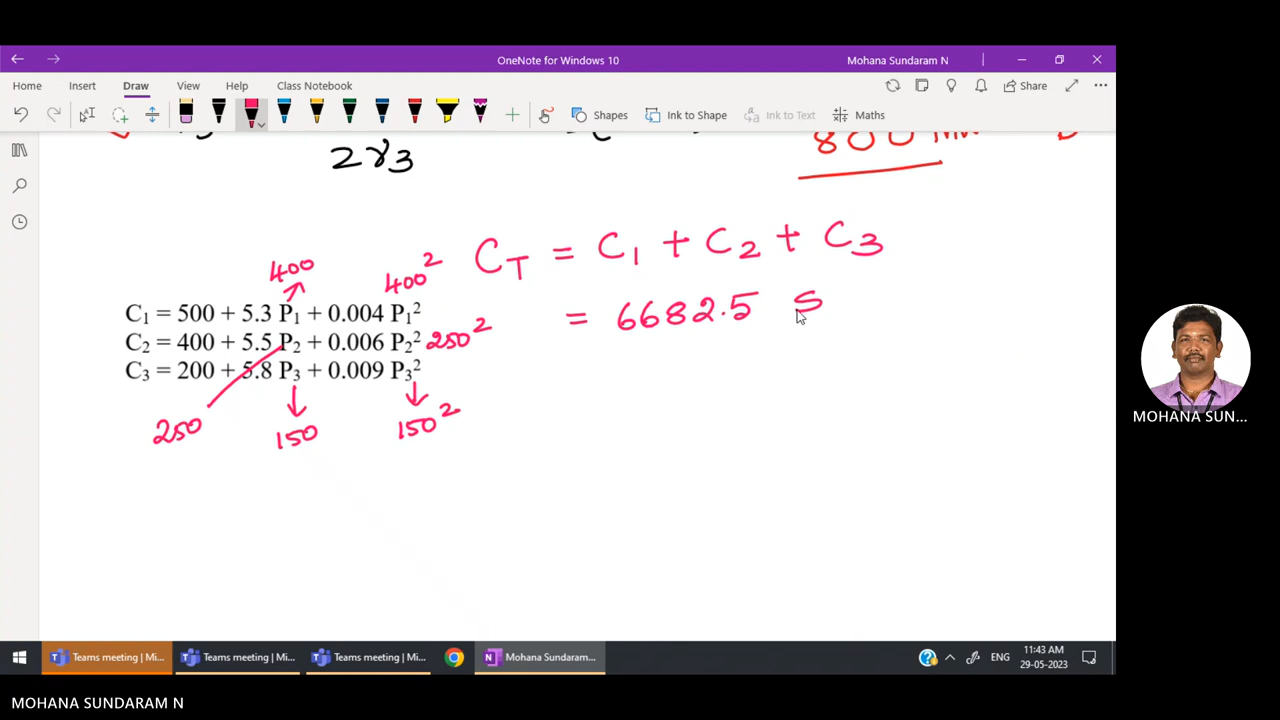 OneNote for Windows 10
Mohana Sundaram N
Home Insert Draw View Help Class Notebook
Share
Shapes Ink to Shape Ink to Text Maths
2γ3
800
C_T = C1 + C2 + C3
= 6682.5 S
400 400²
C₁ = 500 + 5.3 P₁ + 0.004 P₁²
C₂ = 400 + 5.5 P₂ + 0.006 P₂² 250²
C₃ = 200 + 5.8 P₃ + 0.009 P₃²
250 150 150²
MOHANA SUN...
Teams meeting | Mi... Teams meeting | Mi... Teams meeting | Mi... Mohana Sundaram... ENG 11:43 AM
29-05-2023
MOHANA SUNDARAM N